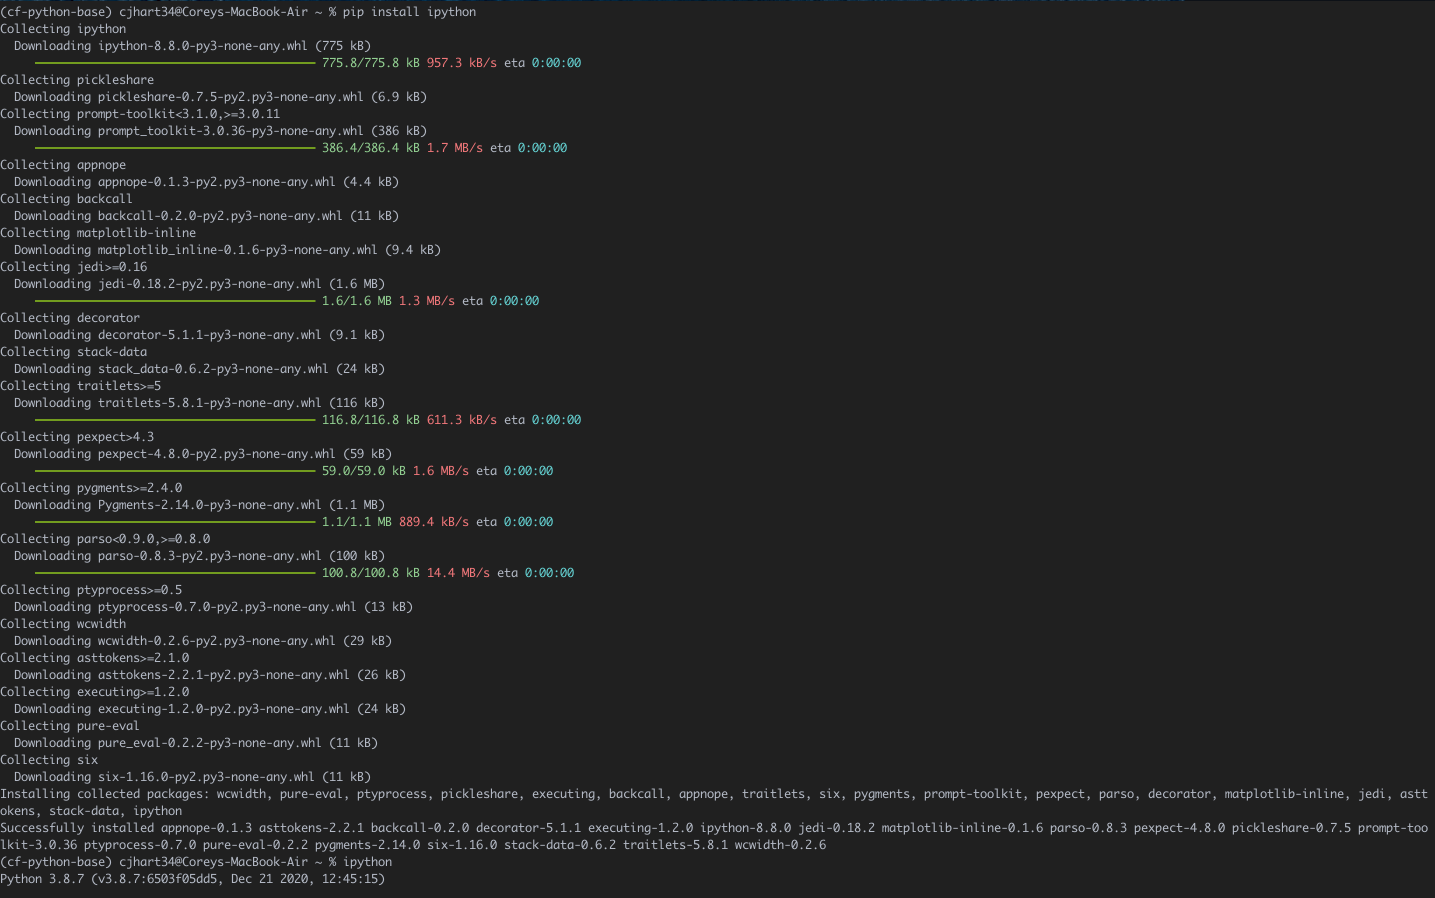 (cf-python-base) cjhart34@Coreys-MacBook-Air ~ % pip install ipython
Collecting ipython
  Downloading ipython-8.8.0-py3-none-any.whl (775 kB)
775.8/775.8 kB 957.3 kB/s eta 0:00:00
Collecting pickleshare
  Downloading pickleshare-0.7.5-py2.py3-none-any.whl (6.9 kB)
Collecting prompt-toolkit<3.1.0,>=3.0.11
  Downloading prompt_toolkit-3.0.36-py3-none-any.whl (386 kB)
386.4/386.4 kB 1.7 MB/s eta 0:00:00
Collecting appnope
  Downloading appnope-0.1.3-py2.py3-none-any.whl (4.4 kB)
Collecting backcall
  Downloading backcall-0.2.0-py2.py3-none-any.whl (11 kB)
Collecting matplotlib-inline
  Downloading matplotlib_inline-0.1.6-py3-none-any.whl (9.4 kB)
Collecting jedi>=0.16
  Downloading jedi-0.18.2-py2.py3-none-any.whl (1.6 MB)
1.6/1.6 MB 1.3 MB/s eta 0:00:00
Collecting decorator
  Downloading decorator-5.1.1-py3-none-any.whl (9.1 kB)
Collecting stack-data
  Downloading stack_data-0.6.2-py3-none-any.whl (24 kB)
Collecting traitlets>=5
  Downloading traitlets-5.8.1-py3-none-any.whl (116 kB)
116.8/116.8 kB 611.3 kB/s eta 0:00:00
Collecting pexpect>4.3
  Downloading pexpect-4.8.0-py2.py3-none-any.whl (59 kB)
59.0/59.0 kB 1.6 MB/s eta 0:00:00
Collecting pygments>=2.4.0
  Downloading Pygments-2.14.0-py3-none-any.whl (1.1 MB)
1.1/1.1 MB 889.4 kB/s eta 0:00:00
Collecting parso<0.9.0,>=0.8.0
  Downloading parso-0.8.3-py2.py3-none-any.whl (100 kB)
100.8/100.8 kB 14.4 MB/s eta 0:00:00
Collecting ptyprocess>=0.5
  Downloading ptyprocess-0.7.0-py2.py3-none-any.whl (13 kB)
Collecting wcwidth
  Downloading wcwidth-0.2.6-py2.py3-none-any.whl (29 kB)
Collecting asttokens>=2.1.0
  Downloading asttokens-2.2.1-py2.py3-none-any.whl (26 kB)
Collecting executing>=1.2.0
  Downloading executing-1.2.0-py2.py3-none-any.whl (24 kB)
Collecting pure-eval
  Downloading pure_eval-0.2.2-py3-none-any.whl (11 kB)
Collecting six
  Downloading six-1.16.0-py2.py3-none-any.whl (11 kB)
Installing collected packages: wcwidth, pure-eval, ptyprocess, pickleshare, executing, backcall, appnope, traitlets, six, pygments, prompt-toolkit, pexpect, parso, decorator, matplotlib-inline, jedi, astt
okens, stack-data, ipython
Successfully installed appnope-0.1.3 asttokens-2.2.1 backcall-0.2.0 decorator-5.1.1 executing-1.2.0 ipython-8.8.0 jedi-0.18.2 matplotlib-inline-0.1.6 parso-0.8.3 pexpect-4.8.0 pickleshare-0.7.5 prompt-too
lkit-3.0.36 ptyprocess-0.7.0 pure-eval-0.2.2 pygments-2.14.0 six-1.16.0 stack-data-0.6.2 traitlets-5.8.1 wcwidth-0.2.6
(cf-python-base) cjhart34@Coreys-MacBook-Air ~ % ipython
Python 3.8.7 (v3.8.7:6503f05dd5, Dec 21 2020, 12:45:15)